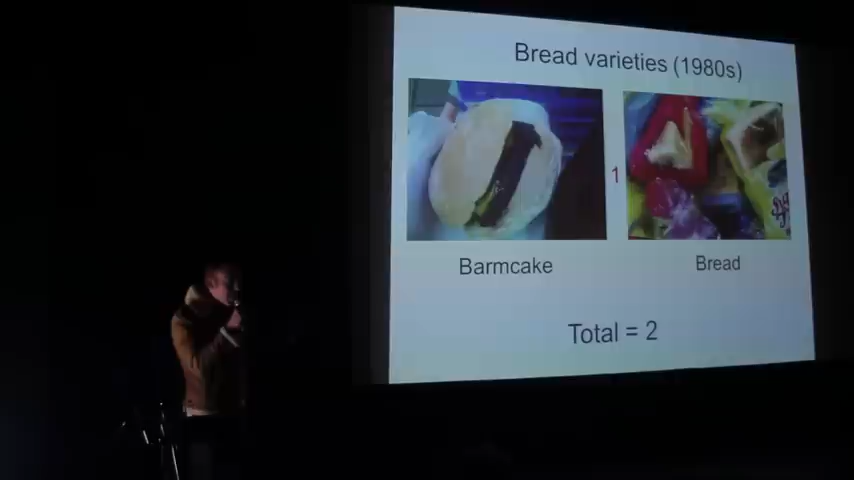 Bread varieties (1980s)
1
Barmcake
Bread
Total = 2